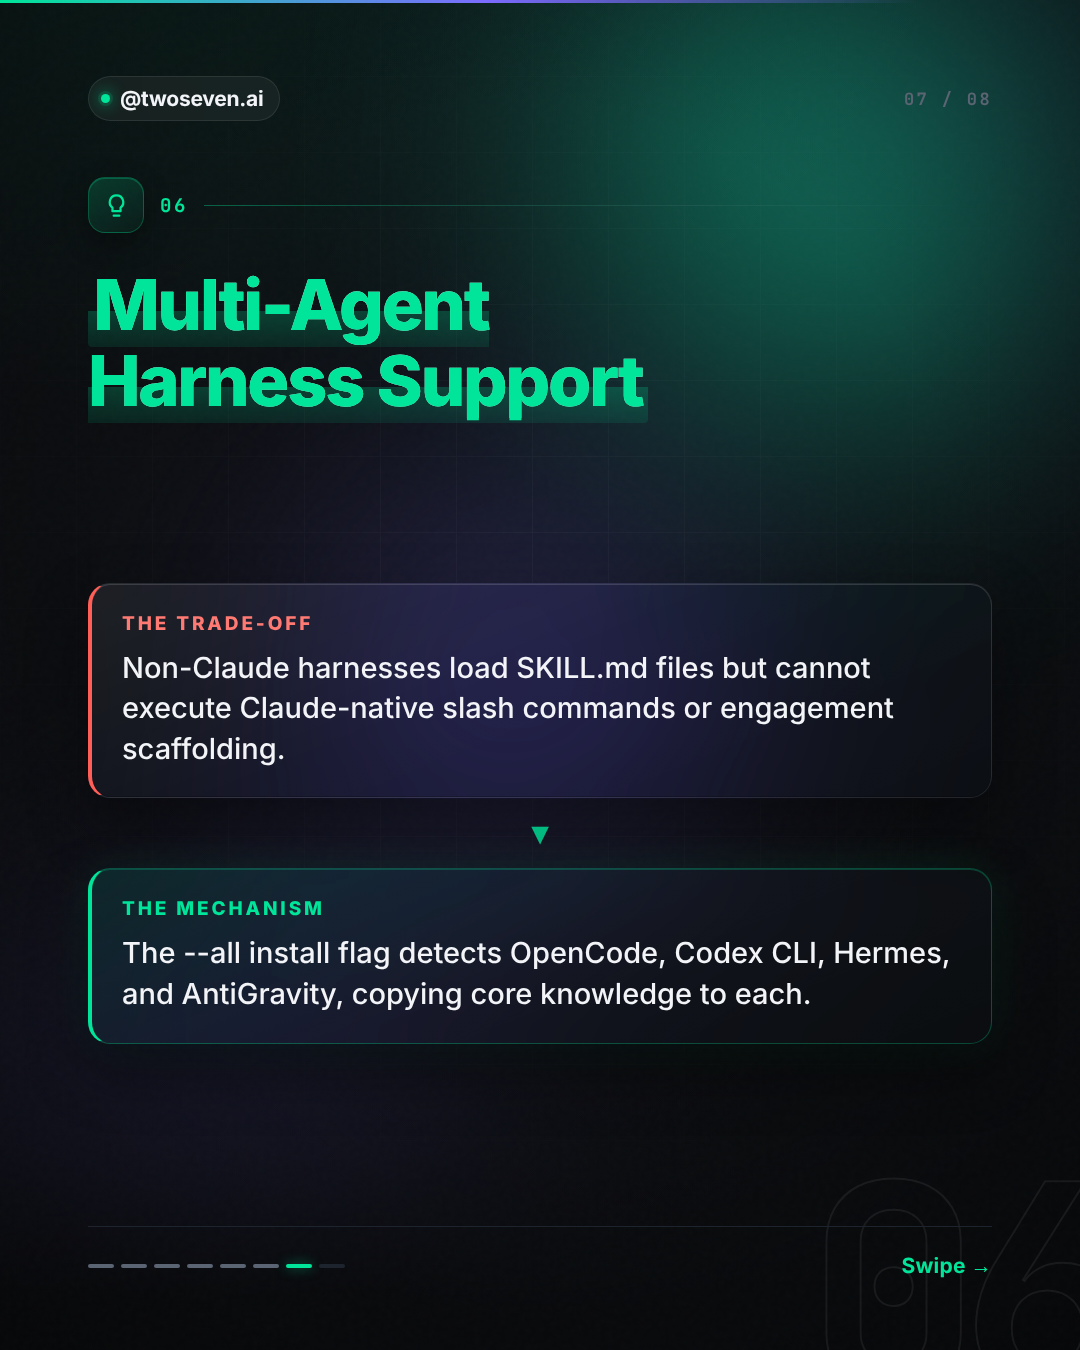 @twoseven.ai
07 / 08
06
Multi-Agent
Harness Support
THE TRADE-OFF
Non-Claude harnesses load SKILL.md files but cannot
execute Claude-native slash commands or engagement
scaffolding.
▼
THE MECHANISM
The --all install flag detects OpenCode, Codex CLI, Hermes,
and AntiGravity, copying core knowledge to each.
06
Swipe →